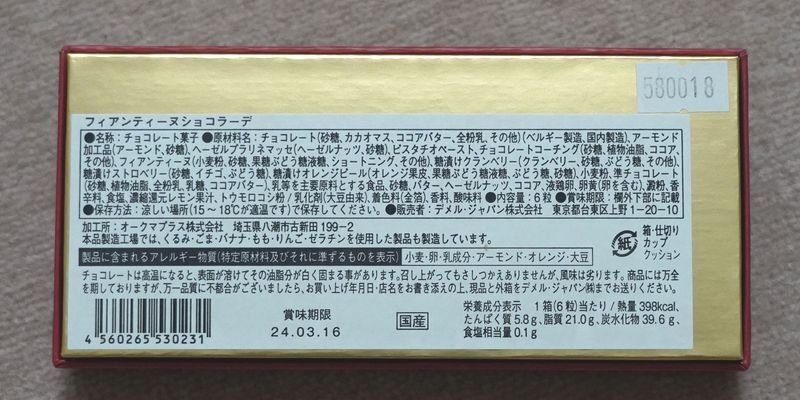 580018
フィアンティーヌショコラーデ
●名称:チョコレート菓子 ●原材料名:チョコレート(砂糖、カカオマス、ココアバター、全粉乳、その他)(ベルギー製造、国内製造)、アーモンド
加工品(アーモンド、砂糖)、ヘーゼルプラリネマッセ(ヘーゼルナッツ、砂糖)、ピスタチオペースト、チョコレートコーチング(砂糖、植物油脂、ココア、
その他)、フィアンティーヌ(小麦粉、砂糖、果糖ぶどう糖液糖、ショートニング、その他)、糖漬けクランベリー(クランベリー、砂糖、ぶどう糖、その他)、
糖漬けストロベリー(砂糖、イチゴ、ぶどう糖)、糖漬けオレンジピール(オレンジ果皮、果糖ぶどう糖液糖、ぶどう糖、砂糖)、小麦粉、準チョコレート
(砂糖、植物油脂、全粉乳、乳糖、ココアバター)、乳等を主要原料とする食品、砂糖、バター、ヘーゼルナッツ、ココア、液鶏卵、卵黄(卵を含む)、澱粉、香
辛料、食塩、濃縮還元レモン果汁、トウモロコシ粉/乳化剤(大豆由来)、着色料(金箔)、香料、酸味料 ●内容量:6粒 ●賞味期限:欄外下部に記載
●保存方法:涼しい場所(15~18℃が適温です)で保存してください。●販売者:デメル・ジャパン株式会社 東京都台東区上野1-20-10
加工所:オークマプラス株式会社 埼玉県八潮市古新田199-2
本品製造工場では、くるみ・ごま・バナナ・もも・りんご・ゼラチンを使用した製品も製造しています。
製品に含まれるアレルギー物質(特定原材料及びそれに準ずるものを表示) 小麦・卵・乳成分・アーモンド・オレンジ・大豆
紙 箱・仕切り
カップ
クッション
チョコレートは高温になると、表面が溶けてその油脂分が白く固まる事があります。召し上がってもさしつかえありませんが、風味は劣ります。商品には万全
を期しておりますが、万一品質に不都合がございましたら、お買い上げ年月日・店名をお書き添えの上、現品と外箱をデメル・ジャパン㈱までお送りください。
4 560265 530231
賞味期限
24.03.16
国産
栄養成分表示 1箱(6粒)当たり/熱量398kcal、
たんぱく質5.8g、脂質21.0g、炭水化物39.6g、
食塩相当量0.1g